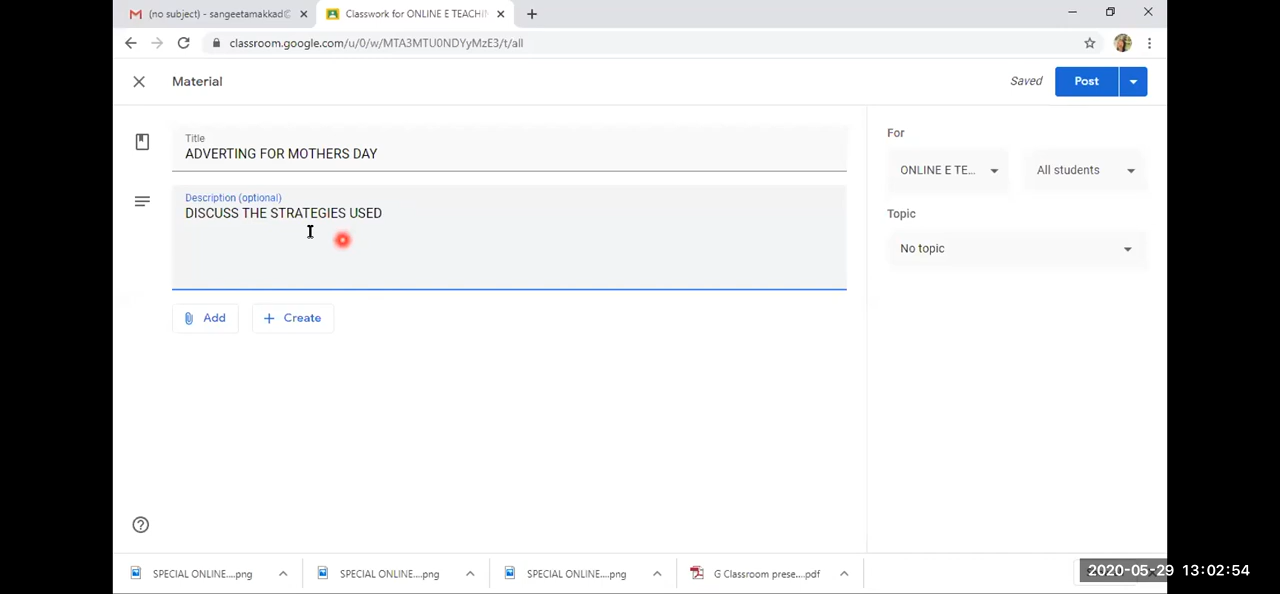 (no subject) - sangeetamakkad@
Classwork for ONLINE E TEACHIN
classroom.google.com/u/0/w/MTA3MTU0NDYyMzE3/t/all
Material
Saved
Post
Title
ADVERTING FOR MOTHERS DAY
Description (optional)
DISCUSS THE STRATEGIES USED
Add
Create
For
ONLINE E TE...
All students
Topic
No topic
SPECIAL ONLINE....png
SPECIAL ONLINE....png
SPECIAL ONLINE....png
G Classroom prese....pdf
2020-05-29 13:02:54